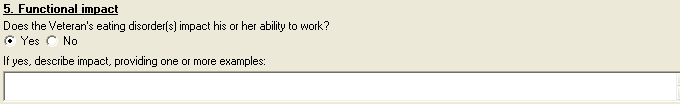 5. Functional impact
Does the Veteran's eating disorder(s) impact his or her ability to work?
Yes No
If yes, describe impact, providing one or more examples: